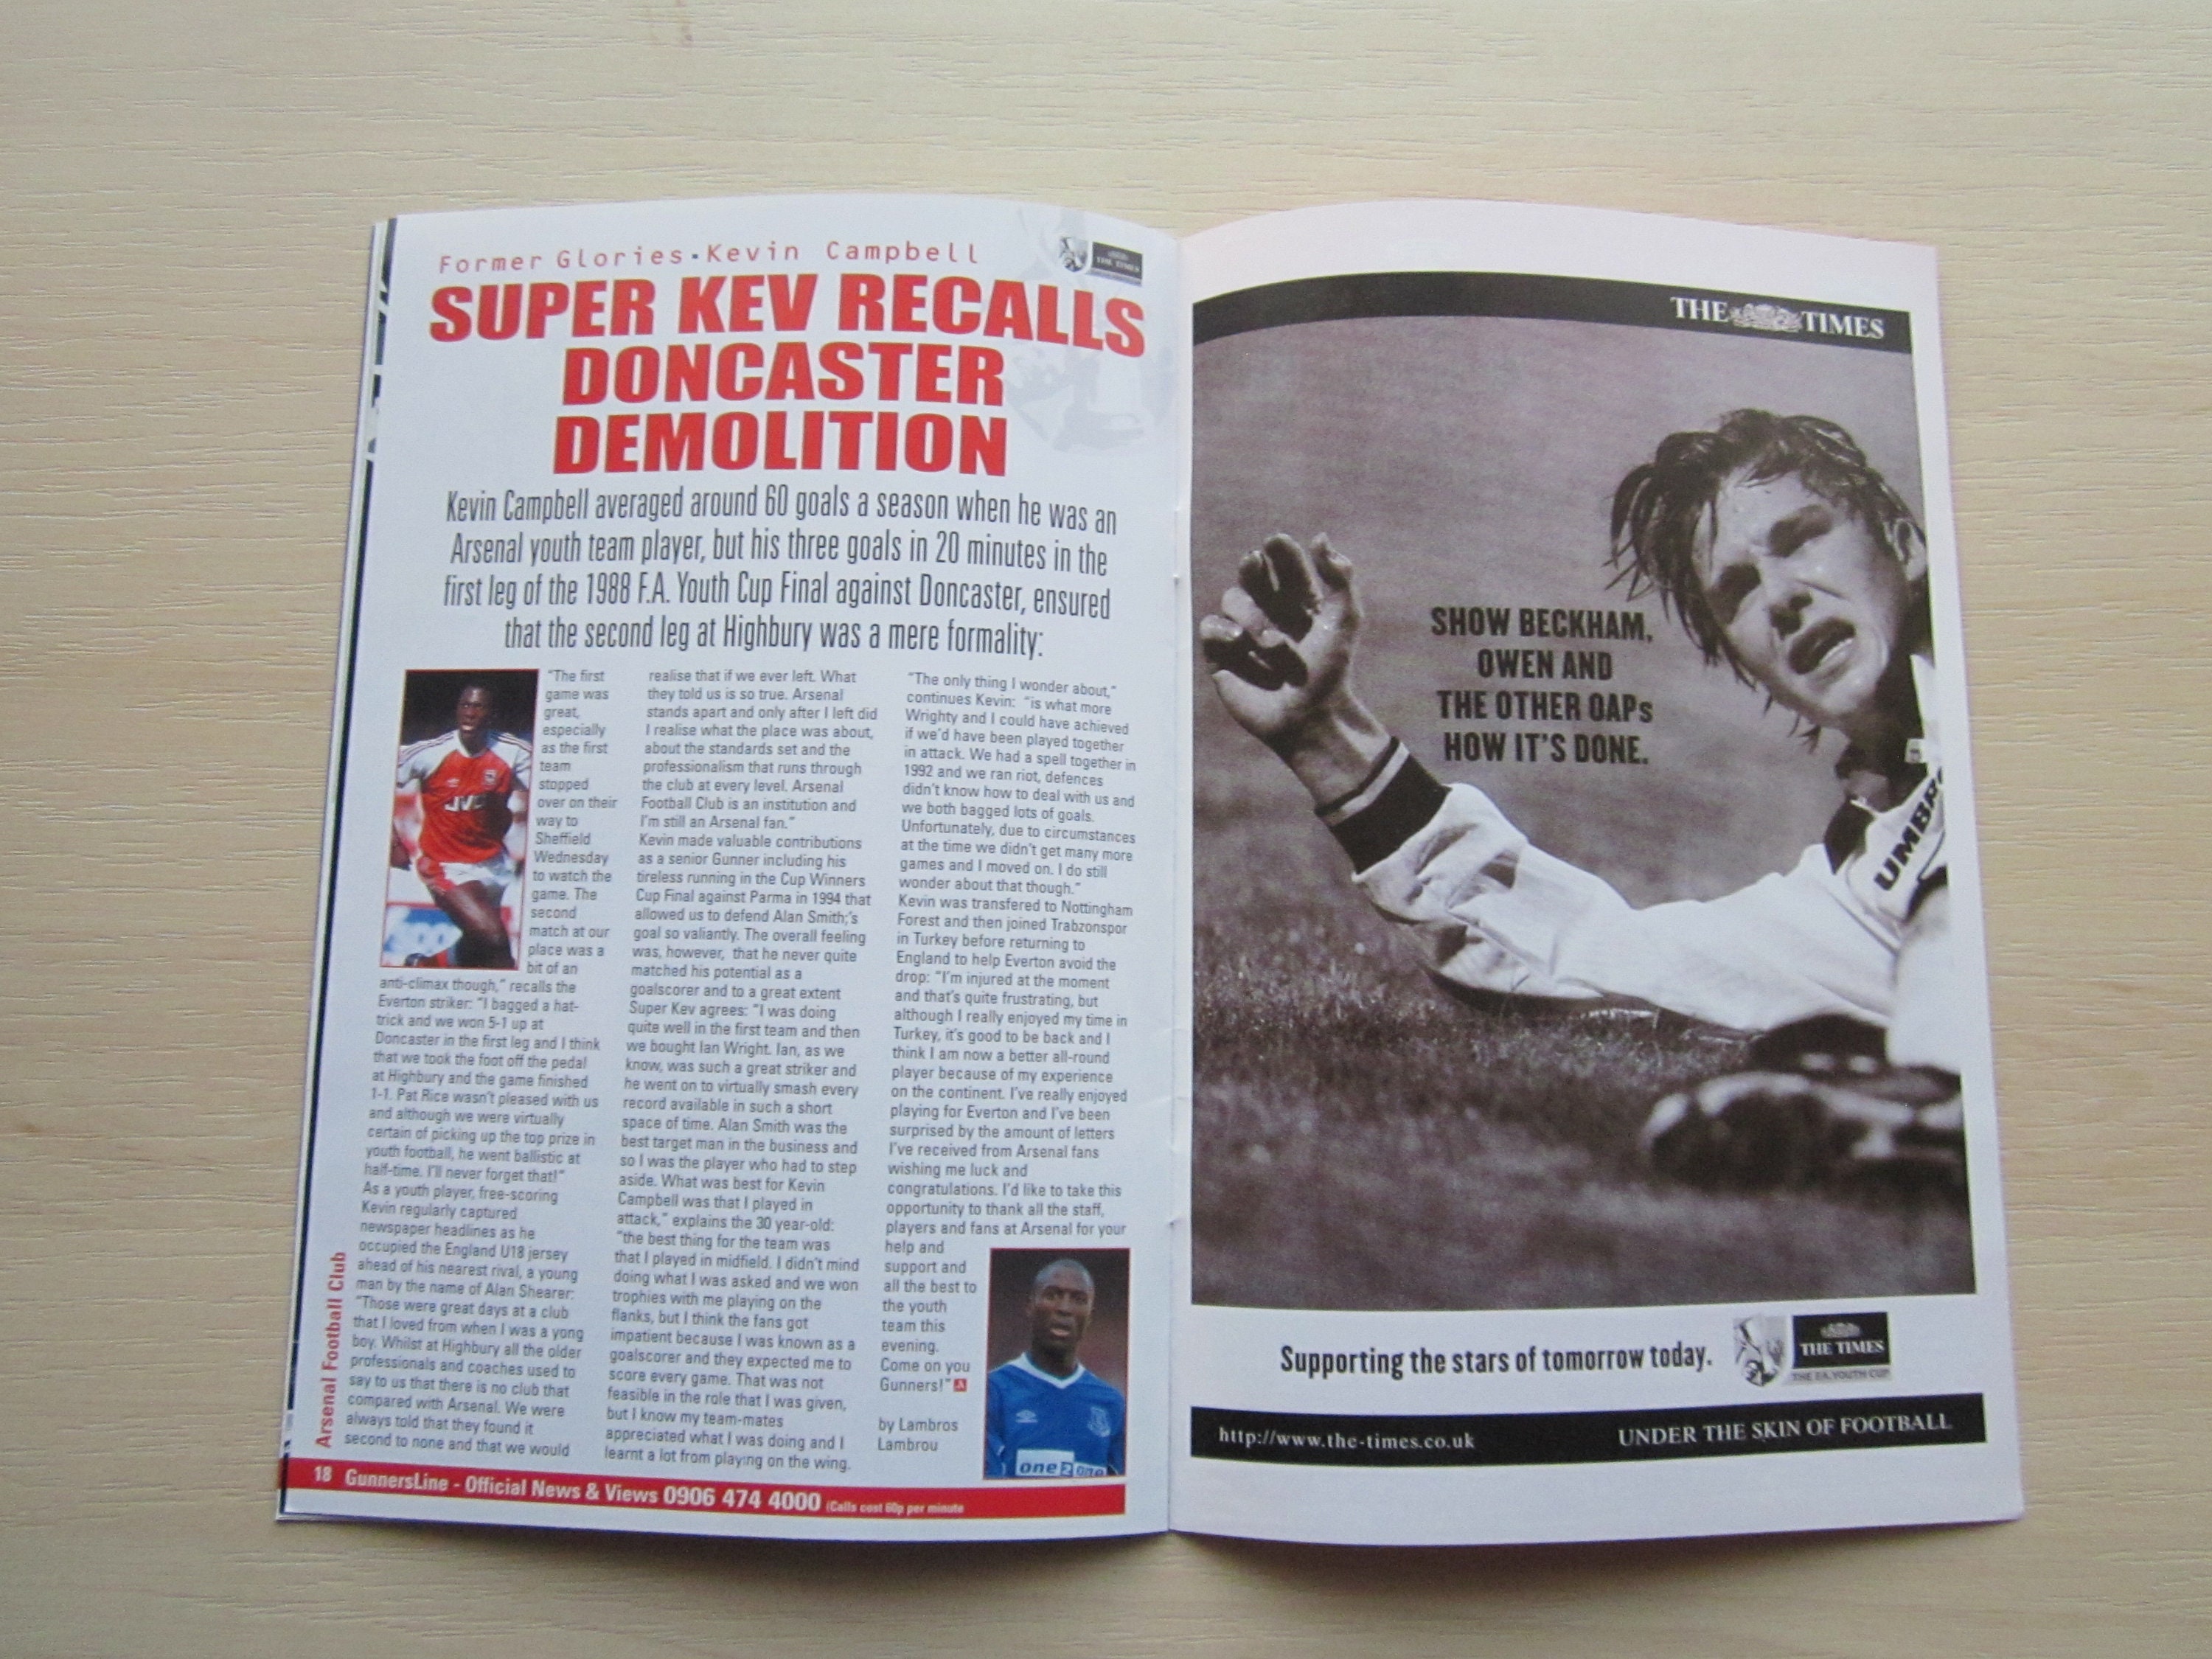 Former Glories • Kevin Campbell
THE TIMES
SUPER KEV RECALLS
DONCASTER
DEMOLITION
Kevin Campbell averaged around 60 goals a season when he was an
Arsenal youth team player, but his three goals in 20 minutes in the
first leg of the 1988 F.A. Youth Cup Final against Doncaster, ensured
that the second leg at Highbury was a mere formality:
"The first
game was
great,
especially
as the first
team
stopped
over on their
way to
Sheffield
Wednesday
to watch the
game. The
second
match at our
place was a
bit of an
anti-climax though," recalls the
Everton striker: "I bagged a hat-
trick and we won 5-1 up at
Doncaster in the first leg and I think
that we took the foot off the pedal
at Highbury and the game finished
1-1. Pat Rice wasn't pleased with us
and although we were virtually
certain of picking up the top prize in
youth football, he went ballistic at
half-time. I'll never forget that!"
As a youth player, free-scoring
Kevin regularly captured
newspaper headlines as he
occupied the England U18 jersey
ahead of his nearest rival, a young
man by the name of Alan Shearer:
"Those were great days at a club
that I loved from when I was a yong
boy. Whilst at Highbury all the older
professionals and coaches used to
say to us that there is no club that
compared with Arsenal. We were
always told that they found it
second to none and that we would
realise that if we ever left. What
they told us is so true. Arsenal
stands apart and only after I left did
I realise what the place was about,
about the standards set and the
professionalism that runs through
the club at every level. Arsenal
Football Club is an institution and
I'm still an Arsenal fan."
Kevin made valuable contributions
as a senior Gunner including his
tireless running in the Cup Winners
Cup Final against Parma in 1994 that
allowed us to defend Alan Smith;'s
goal so valiantly. The overall feeling
was, however, that he never quite
matched his potential as a
goalscorer and to a great extent
Super Kev agrees: "I was doing
quite well in the first team and then
we bought Ian Wright. Ian, as we
know, was such a great striker and
he went on to virtually smash every
record available in such a short
space of time. Alan Smith was the
best target man in the business and
so I was the player who had to step
aside. What was best for Kevin
Campbell was that I played in
attack," explains the 30 year-old:
"the best thing for the team was
that I played in midfield. I didn't mind
doing what I was asked and we won
trophies with me playing on the
flanks, but I think the fans got
impatient because I was known as a
goalscorer and they expected me to
score every game. That was not
feasible in the role that I was given,
but I know my team-mates
appreciated what I was doing and I
learnt a lot from playing on the wing.
"The only thing I wonder about,"
continues Kevin: "is what more
Wrighty and I could have achieved
if we'd have been played together
in attack. We had a spell together in
1992 and we ran riot, defences
didn't know how to deal with us and
we both bagged lots of goals.
Unfortunately, due to circumstances
at the time we didn't get many more
games and I moved on. I do still
wonder about that though."
Kevin was transfered to Nottingham
Forest and then joined Trabzonspor
in Turkey before returning to
England to help Everton avoid the
drop: "I'm injured at the moment
and that's quite frustrating, but
although I really enjoyed my time in
Turkey, it's good to be back and I
think I am now a better all-round
player because of my experience
on the continent. I've really enjoyed
playing for Everton and I've been
surprised by the amount of letters
I've received from Arsenal fans
wishing me luck and
congratulations. I'd like to take this
opportunity to thank all the staff,
players and fans at Arsenal for your
help and
support and
all the best to
the youth
team this
evening.
Come on you
Gunners!"
by Lambros
Lambrou
JVC
one2one
Arsenal Football Club
18 GunnersLine - Official News & Views 0906 474 4000 (Calls cost 60p per minute
THE TIMES
SHOW BECKHAM,
OWEN AND
THE OTHER OAPs
HOW IT'S DONE.
UMBR
Supporting the stars of tomorrow today.
THE TIMES
THE F.A. YOUTH CUP
http://www.the-times.co.uk
UNDER THE SKIN OF FOOTBALL